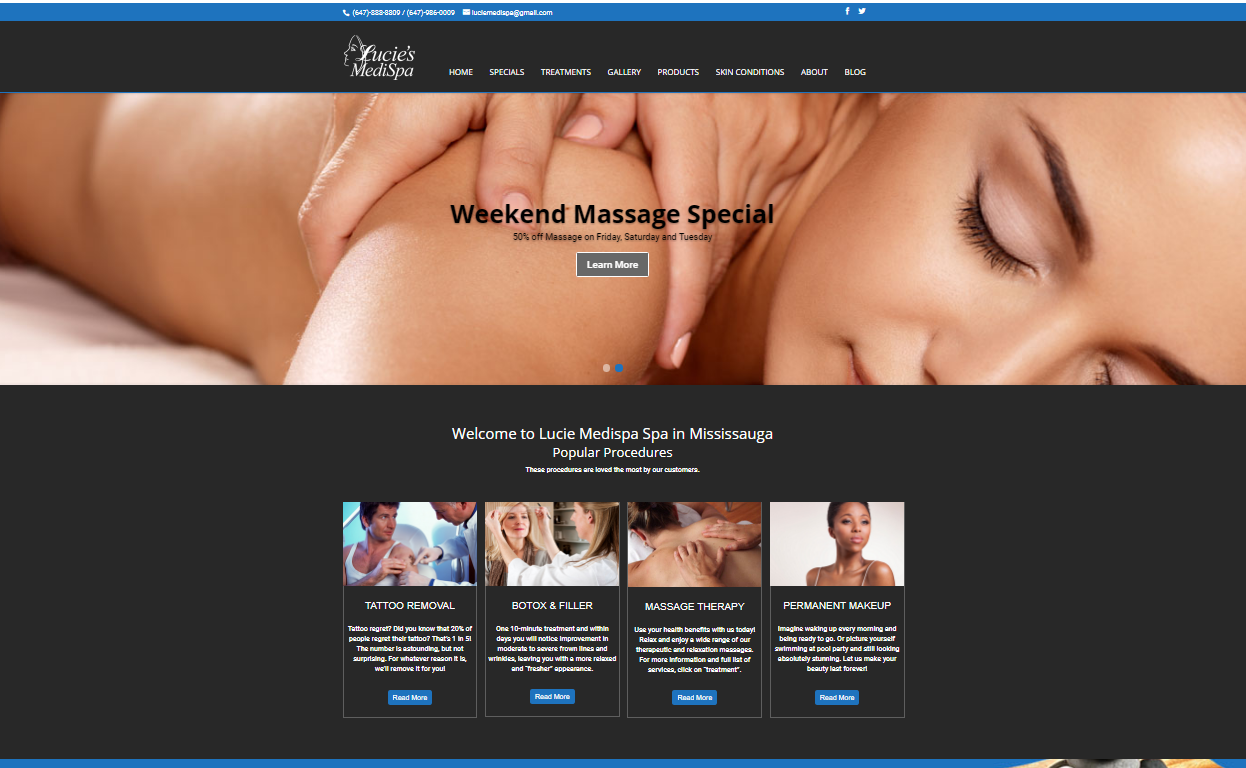 (647)-888-8809 / (647)-986-0009 luciemedispa@gmail.com
Lucie's
MediSpa
HOME SPECIALS TREATMENTS GALLERY PRODUCTS SKIN CONDITIONS ABOUT BLOG
Weekend Massage Special
50% off Massage on Friday, Saturday and Tuesday
Learn More
Welcome to Lucie Medispa Spa in Mississauga
Popular Procedures
These procedures are loved the most by our customers.
TATTOO REMOVAL
Tattoo regret? Did you know that 20% of
people regret their tattoo? That's 1 in 5!
The number is astounding, but not
surprising. For whatever reason it is,
we'll remove it for you!
Read More
BOTOX & FILLER
One 10-minute treatment and within
days you will notice improvement in
moderate to severe frown lines and
wrinkles, leaving you with a more relaxed
and "fresher" appearance.
Read More
MASSAGE THERAPY
Use your health benefits with us today!
Relax and enjoy a wide range of our
therapeutic and relaxation massages.
For more information and full list of
services, click on "treatment".
Read More
PERMANENT MAKEUP
Imagine waking up every morning and
being ready to go. Or picture yourself
swimming at pool party and still looking
absolutely stunning. Let us make your
beauty last forever!
Read More